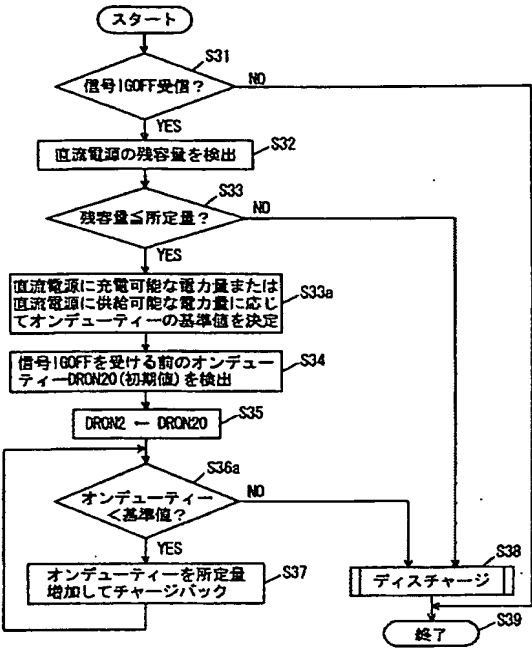 スタート
S31
信号IGOFF受信?
NO
YES
直流電源の残容量を検出
S32
S33
残容量≦所定量?
NO
YES
直流電源に充電可能な電力量または
直流電源に供給可能な電力量に応じ
てオンデューティーの基準値を決定
S33a
信号IGOFFを受ける前のオンデュー
ティーDRON20(初期値)を検出
S34
DRON2 ← DRON20
S35
S36a
オンデューティー
<基準値?
NO
YES
オンデューティーを所定量
増加してチャージバック
S37
S38
ディスチャージ
終了
S39